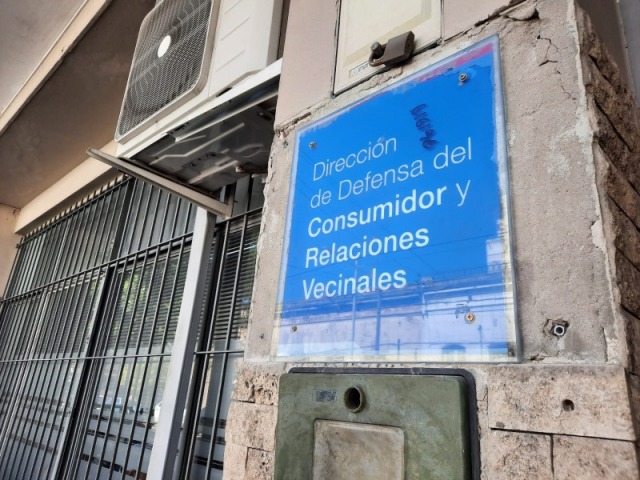 Dirección
de Defensa del
Consumidor y
Relaciones
Vecinales